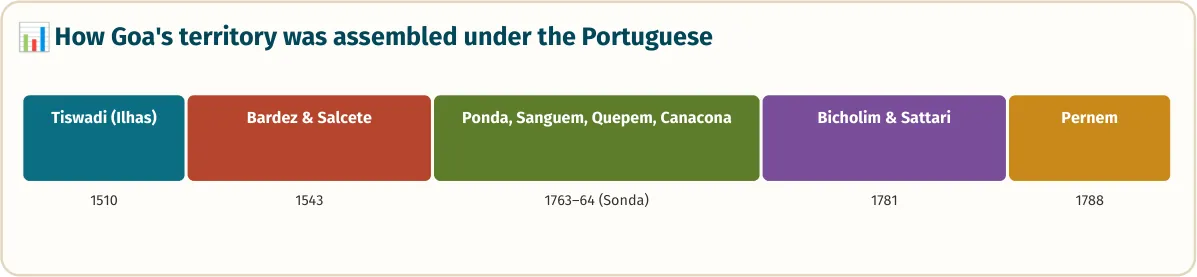 📊 How Goa's territory was assembled under the Portuguese
Tiswadi (Ilhas)
Bardez & Salcete
Ponda, Sanguem, Quepem, Canacona
Bicholim & Sattari
Pernem
1510
1543
1763–64 (Sonda)
1781
1788